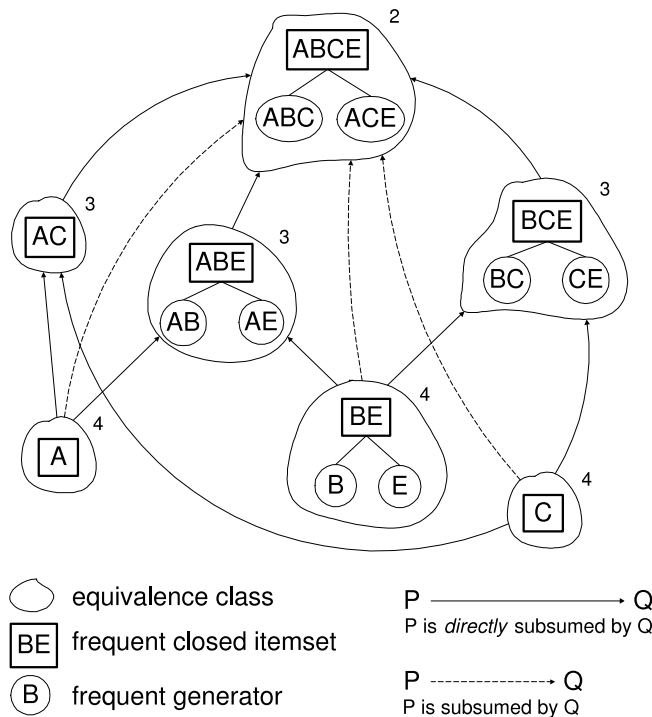 2
ABCE
ABC ACE
3
AC
3
ABE
AB AE
3
BCE
BC CE
4
A
4
BE
B E
4
C
equivalence class
BE frequent closed itemset
B frequent generator
P Q
P is directly subsumed by Q
P Q
P is subsumed by Q